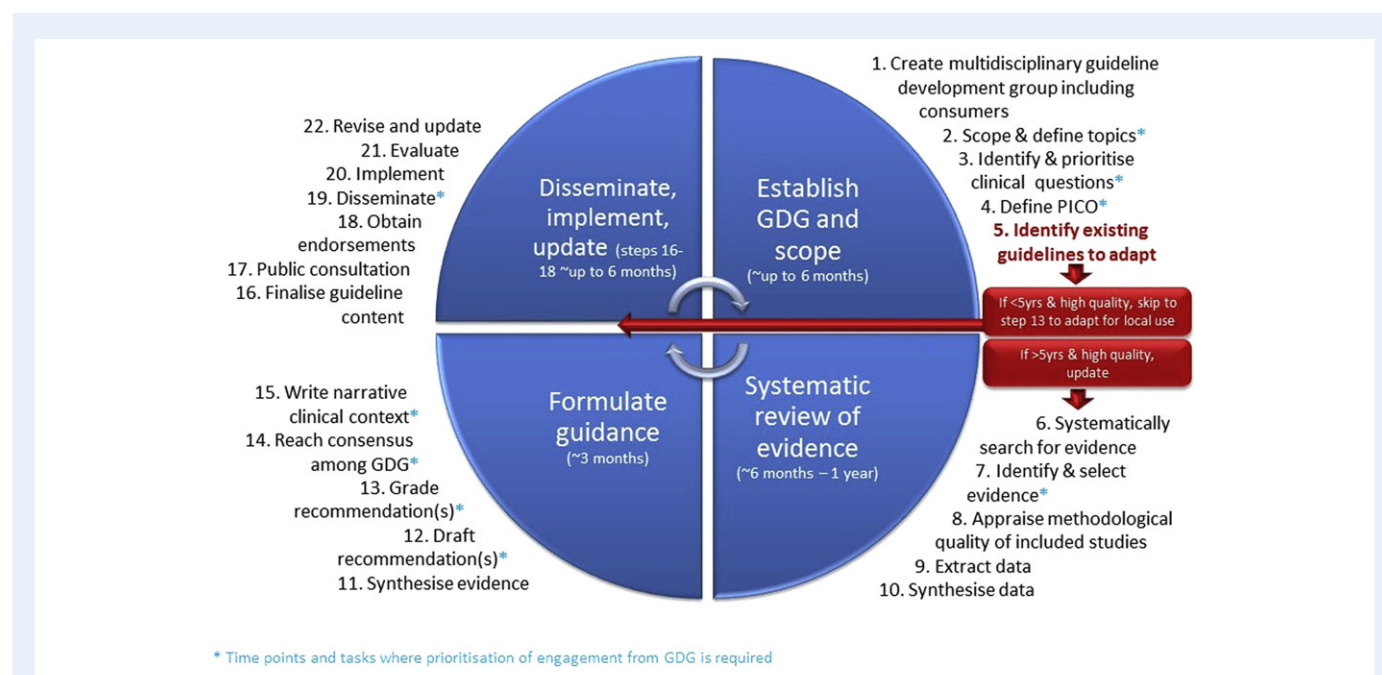 1. Create multidisciplinary guideline
development group including
consumers
2. Scope & define topics*
3. Identify & prioritise
clinical questions*
4. Define PICO*
5. Identify existing
guidelines to adapt
If <5yrs & high quality, skip to
step 13 to adapt for local use
If >5yrs & high quality,
update
6. Systematically
search for evidence
7. Identify & select
evidence*
8. Appraise methodological
quality of included studies
9. Extract data
10. Synthesise data
Establish
GDG and
scope
(~up to 6 months)
Systematic
review of
evidence
(~6 months – 1 year)
Formulate
guidance
(~3 months)
Disseminate,
implement,
update (steps 16-
18 ~up to 6 months)
15. Write narrative
clinical context*
14. Reach consensus
among GDG*
13. Grade
recommendation(s)*
12. Draft
recommendation(s)*
11. Synthesise evidence
22. Revise and update
21. Evaluate
20. Implement
19. Disseminate*
18. Obtain
endorsements
17. Public consultation
16. Finalise guideline
content
* Time points and tasks where prioritisation of engagement from GDG is required